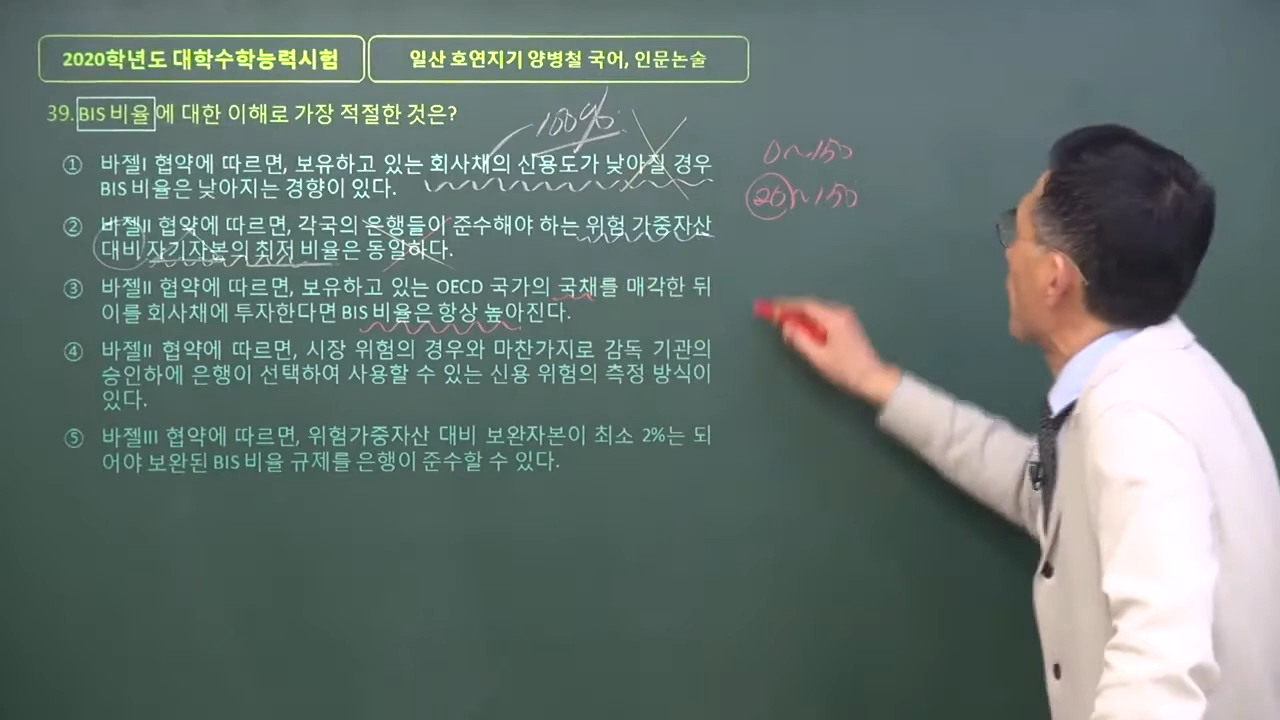 2020학년도 대학수학능력시험
일산 호연지기 양병철 국어, 인문논술
39. BIS 비율에 대한 이해로 가장 적절한 것은?
100%
① 바젤Ⅰ 협약에 따르면, 보유하고 있는 회사채의 신용도가 낮아질 경우
BIS 비율은 낮아지는 경향이 있다.
② 바젤Ⅱ 협약에 따르면, 각국의 은행들이 준수해야 하는 위험 가중자산
대비 자기자본의 최저 비율은 동일하다.
③ 바젤Ⅱ 협약에 따르면, 보유하고 있는 OECD 국가의 국채를 매각한 뒤
이를 회사채에 투자한다면 BIS 비율은 항상 높아진다.
④ 바젤Ⅱ 협약에 따르면, 시장 위험의 경우와 마찬가지로 감독 기관의
승인하에 은행이 선택하여 사용할 수 있는 신용 위험의 측정 방식이
있다.
⑤ 바젤Ⅲ 협약에 따르면, 위험가중자산 대비 보완자본이 최소 2%는 되
어야 보완된 BIS 비율 규제를 은행이 준수할 수 있다.
0~150
20~150